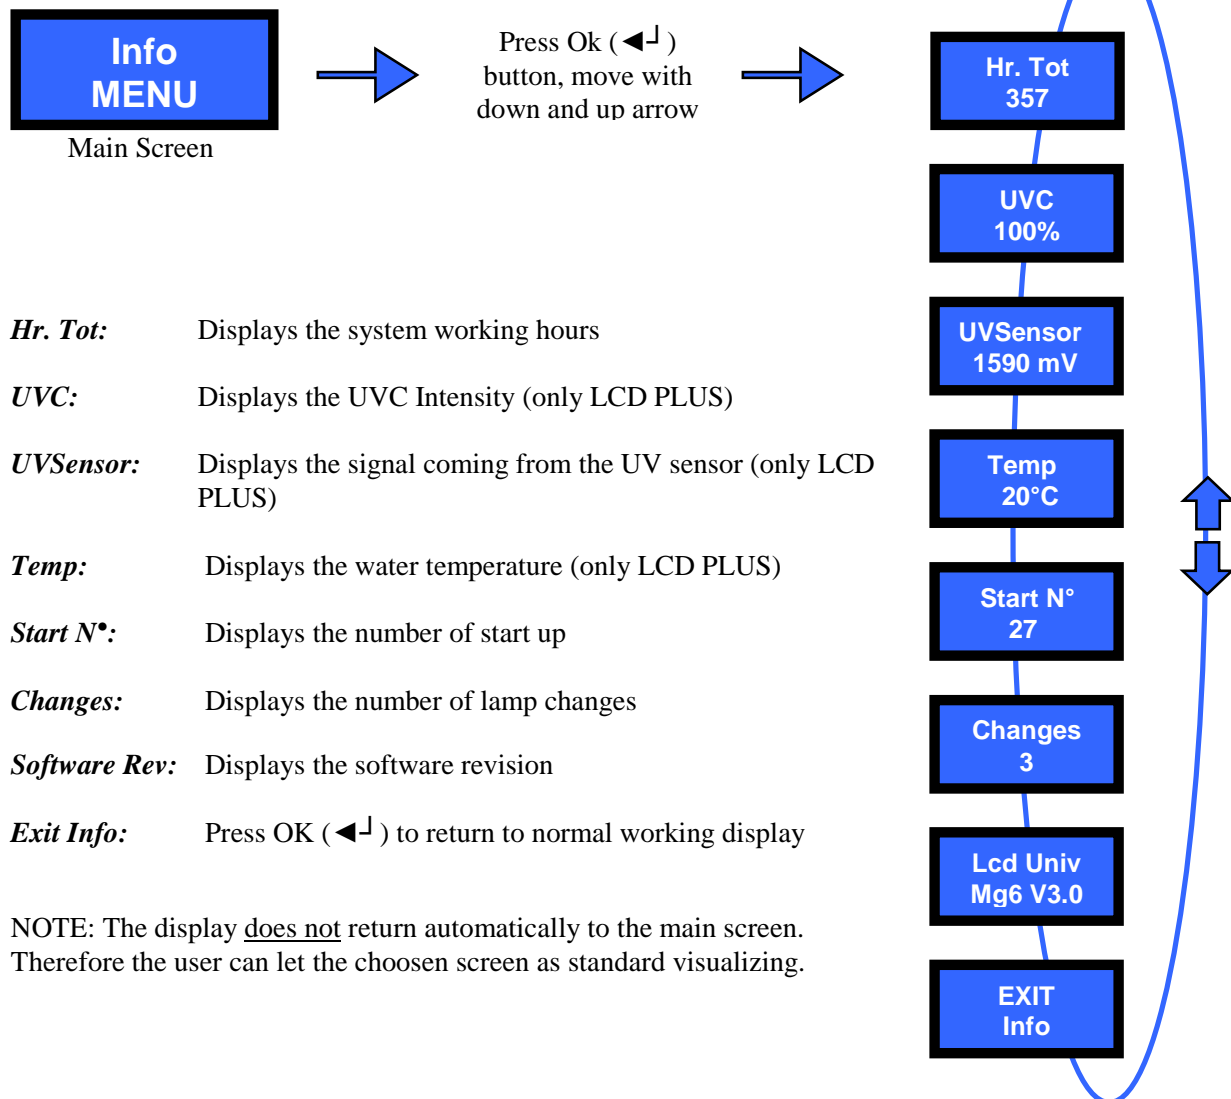 Info
MENU
Main Screen
Press Ok (◄┘)
button, move with
down and up arrow
Hr. Tot
357
UVC
100%
UVSensor
1590 mV
Temp
20°C
Start N°
27
Changes
3
Lcd Univ
Mg6 V3.0
EXIT
Info
Hr. Tot: Displays the system working hours
UVC: Displays the UVC Intensity (only LCD PLUS)
UVSensor: Displays the signal coming from the UV sensor (only LCD
PLUS)
Temp: Displays the water temperature (only LCD PLUS)
Start N•: Displays the number of start up
Changes: Displays the number of lamp changes
Software Rev: Displays the software revision
Exit Info: Press OK (◄┘) to return to normal working display
NOTE: The display does not return automatically to the main screen.
Therefore the user can let the choosen screen as standard visualizing.